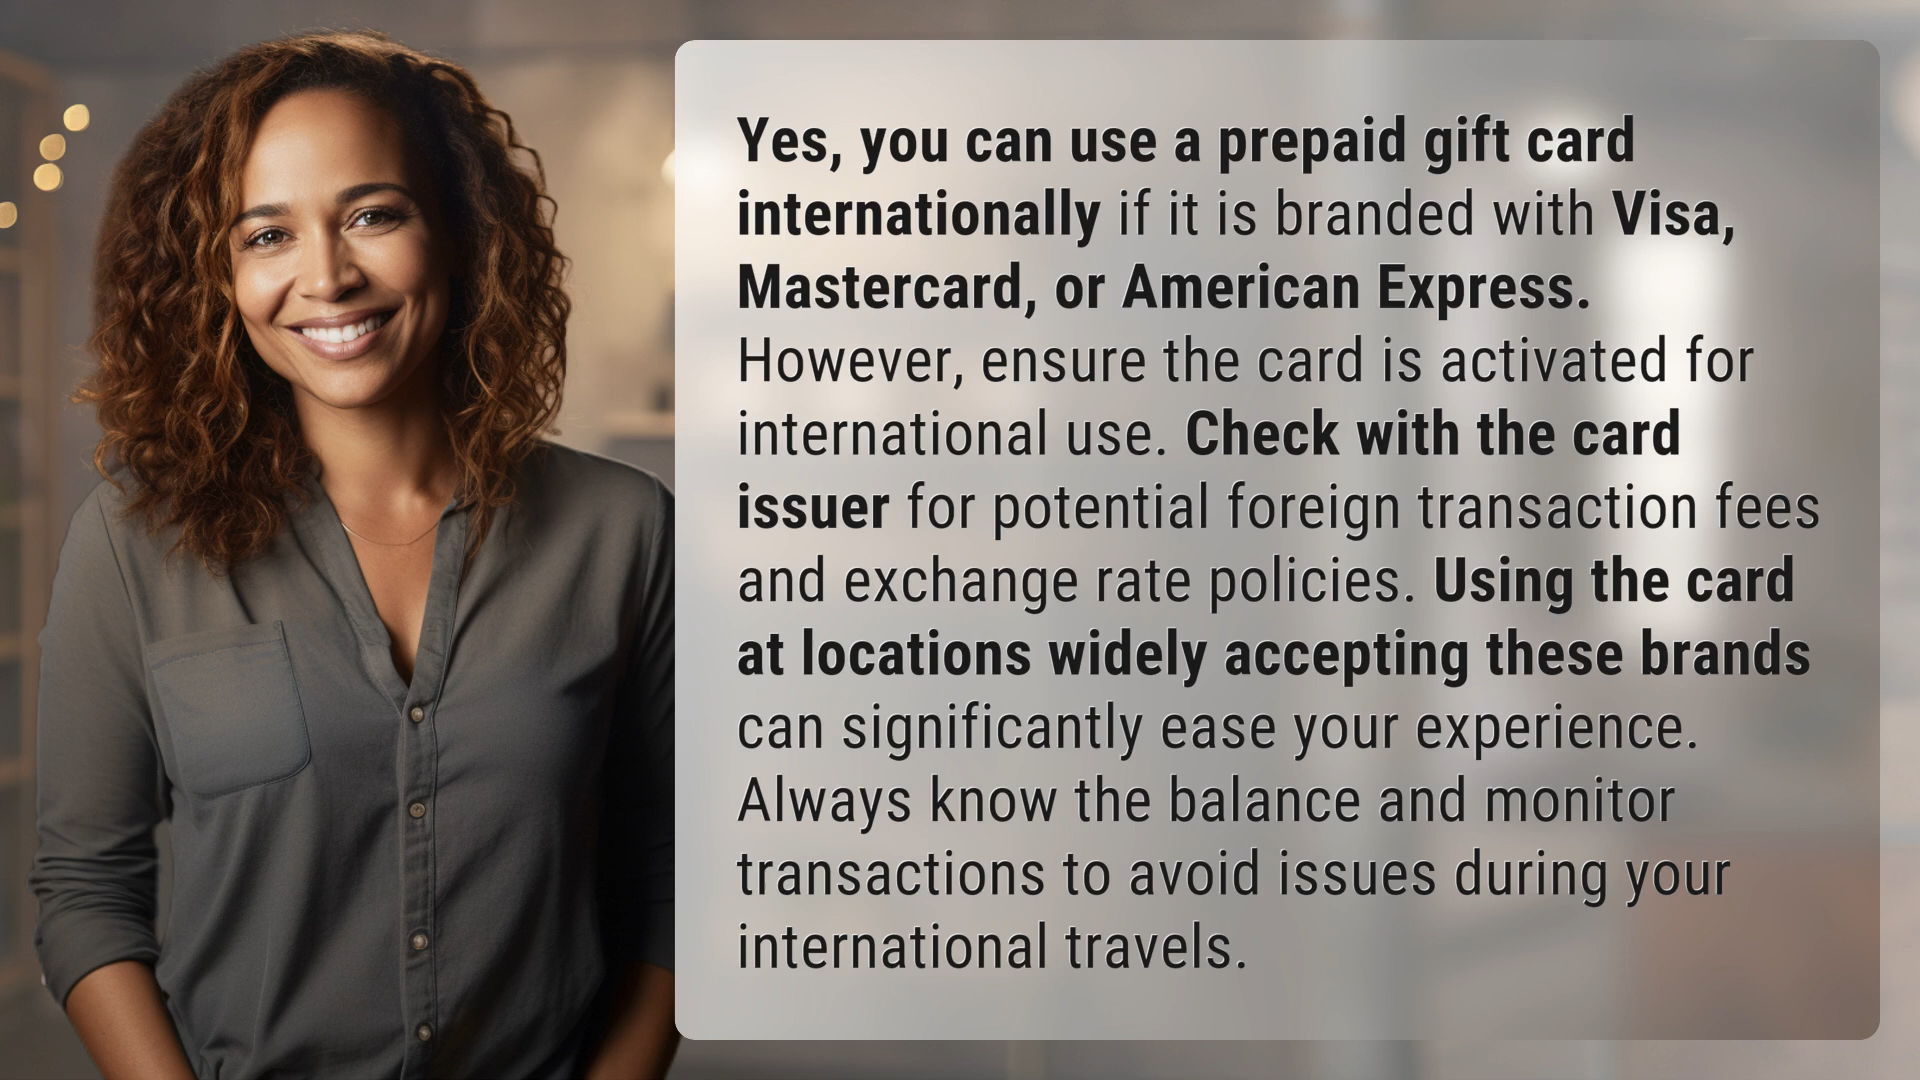 Yes, you can use a prepaid gift card
internationally if it is branded with Visa,
Mastercard, or American Express.
However, ensure the card is activated for
international use. Check with the card
issuer for potential foreign transaction fees
and exchange rate policies. Using the card
at locations widely accepting these brands
can significantly ease your experience.
Always know the balance and monitor
transactions to avoid issues during your
international travels.